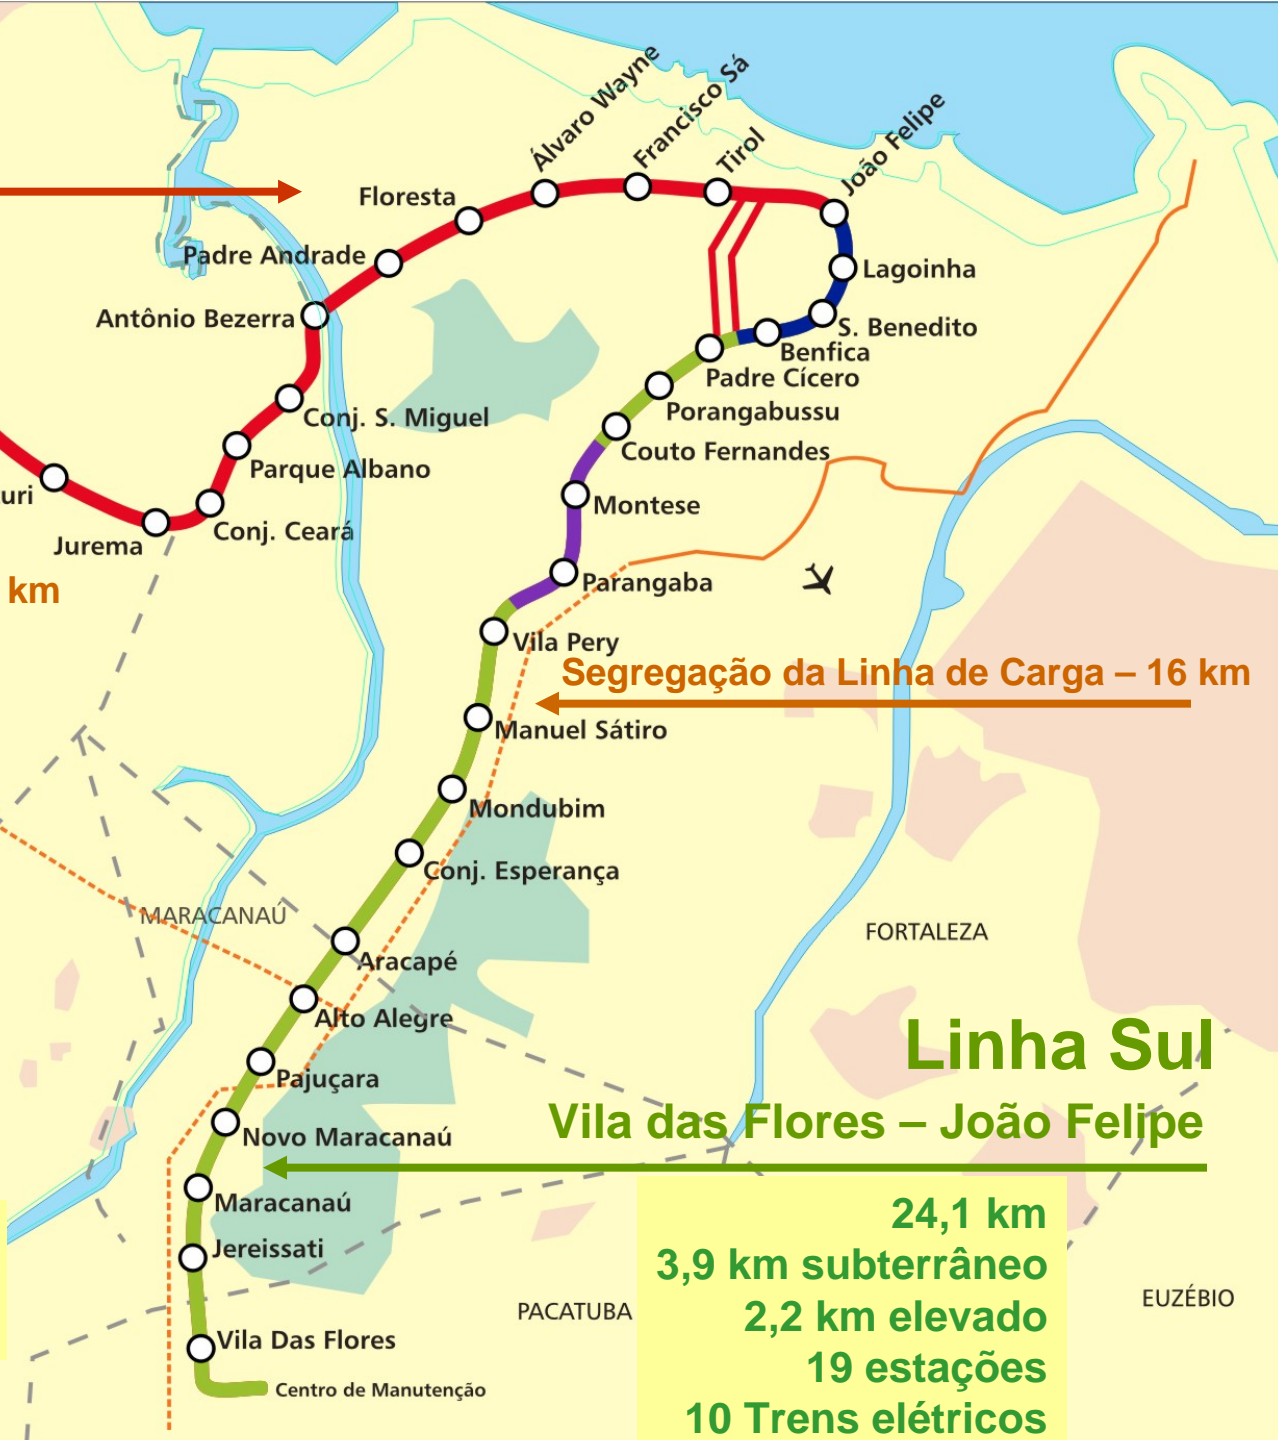 Álvaro Wayne
Francisco Sá
Tirol
João Felipe
Floresta
Padre Andrade
Antônio Bezerra
Lagoinha
S. Benedito
Benfica
Padre Cícero
Porangabussu
Couto Fernandes
Conj. S. Miguel
Parque Albano
uri
Conj. Ceará
Jurema
km
Montese
Parangaba
Vila Pery
Segregação da Linha de Carga – 16 km
Manuel Sátiro
Mondubim
Conj. Esperança
MARACANAÚ
FORTALEZA
Aracapé
Alto Alegre
Linha Sul
Pajuçara
Vila das Flores – João Felipe
Novo Maracanaú
Maracanaú
24,1 km
Jereissati
3,9 km subterrâneo
EUZÉBIO
PACATUBA
2,2 km elevado
Vila Das Flores
19 estações
Centro de Manutenção
10 Trens elétricos